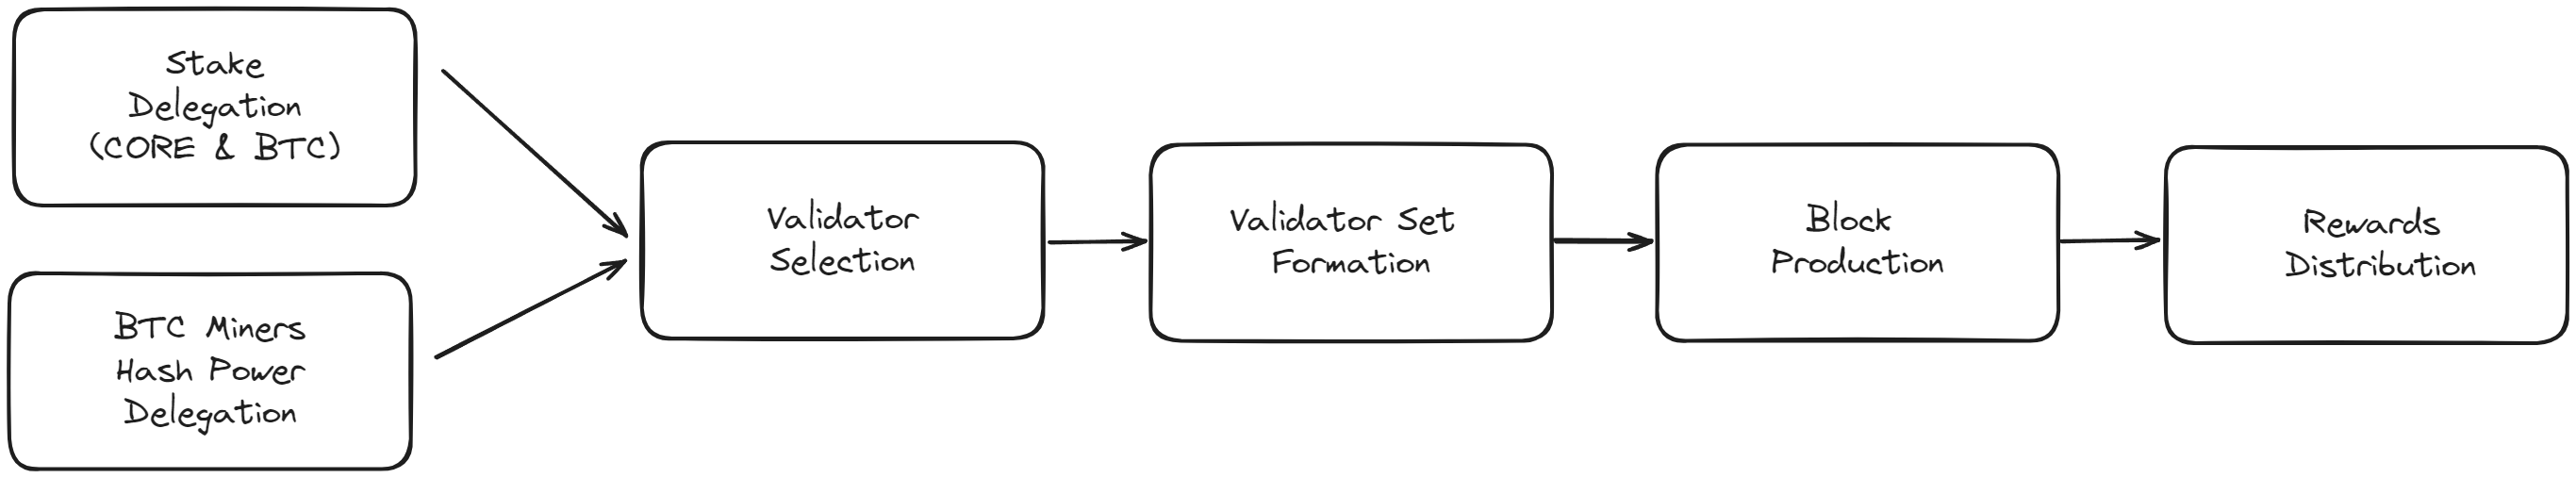 Stake
Delegation
(CORE & BTC)
BTC Miners
Hash Power
Delegation
Validator
Selection
Validator Set
Formation
Block
Production
Rewards
Distribution